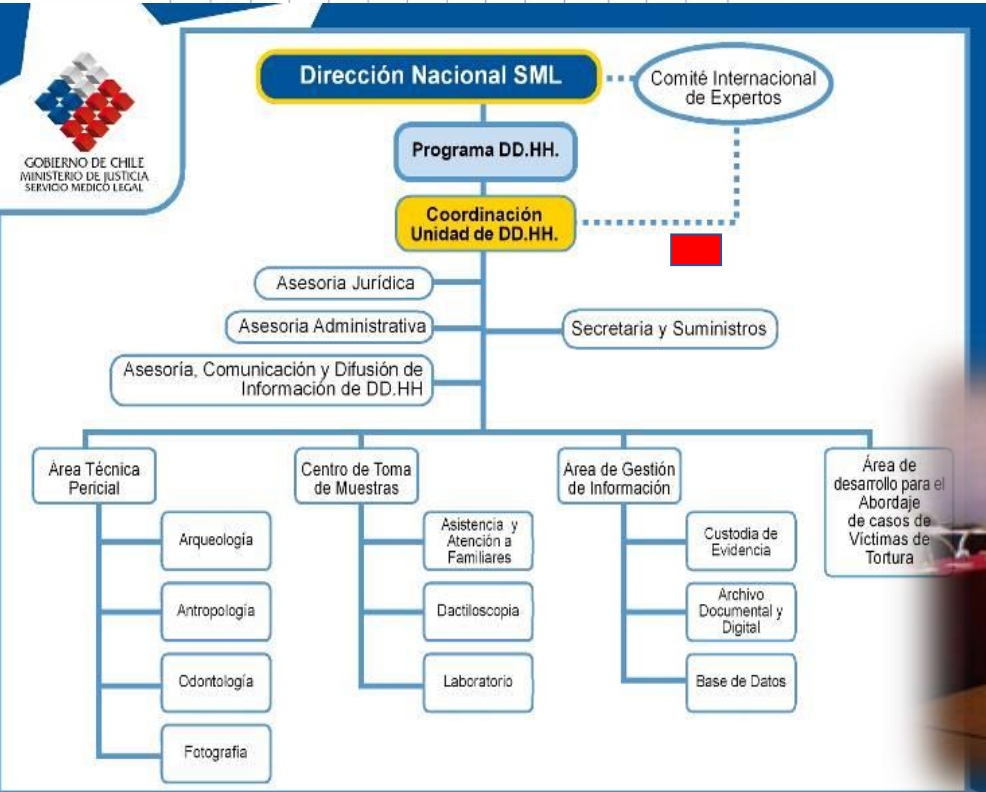 Dirección Nacional SML
Comité Internacional
de Expertos
GOBIERNO DE CHILE
MINISTERIO DE JUSTICIA
SERVICIO MEDICO LEGAL
Programa DD.HH.
Coordinación
Unidad de DD.HH.
Asesoria Jurídica
Asesoria Administrativa
Secretaria y Suministros
Asesoría, Comunicación y Difusión de
Información de DD.HH
Área Técnica
Pericial
Centro de Toma
de Muestras
Area de Gestión
de Información
Área de
desarrollo para el
Abordaje
de casos de
Víctimas de
Tortura
Arqueología
Asistencia y
Atención a
Familiares
Custodia de
Evidencia
Antropología
Dactiloscopia
Archivo
Documental y
Digital
Odontología
Laboratorio
Base de Datos
Fotografía